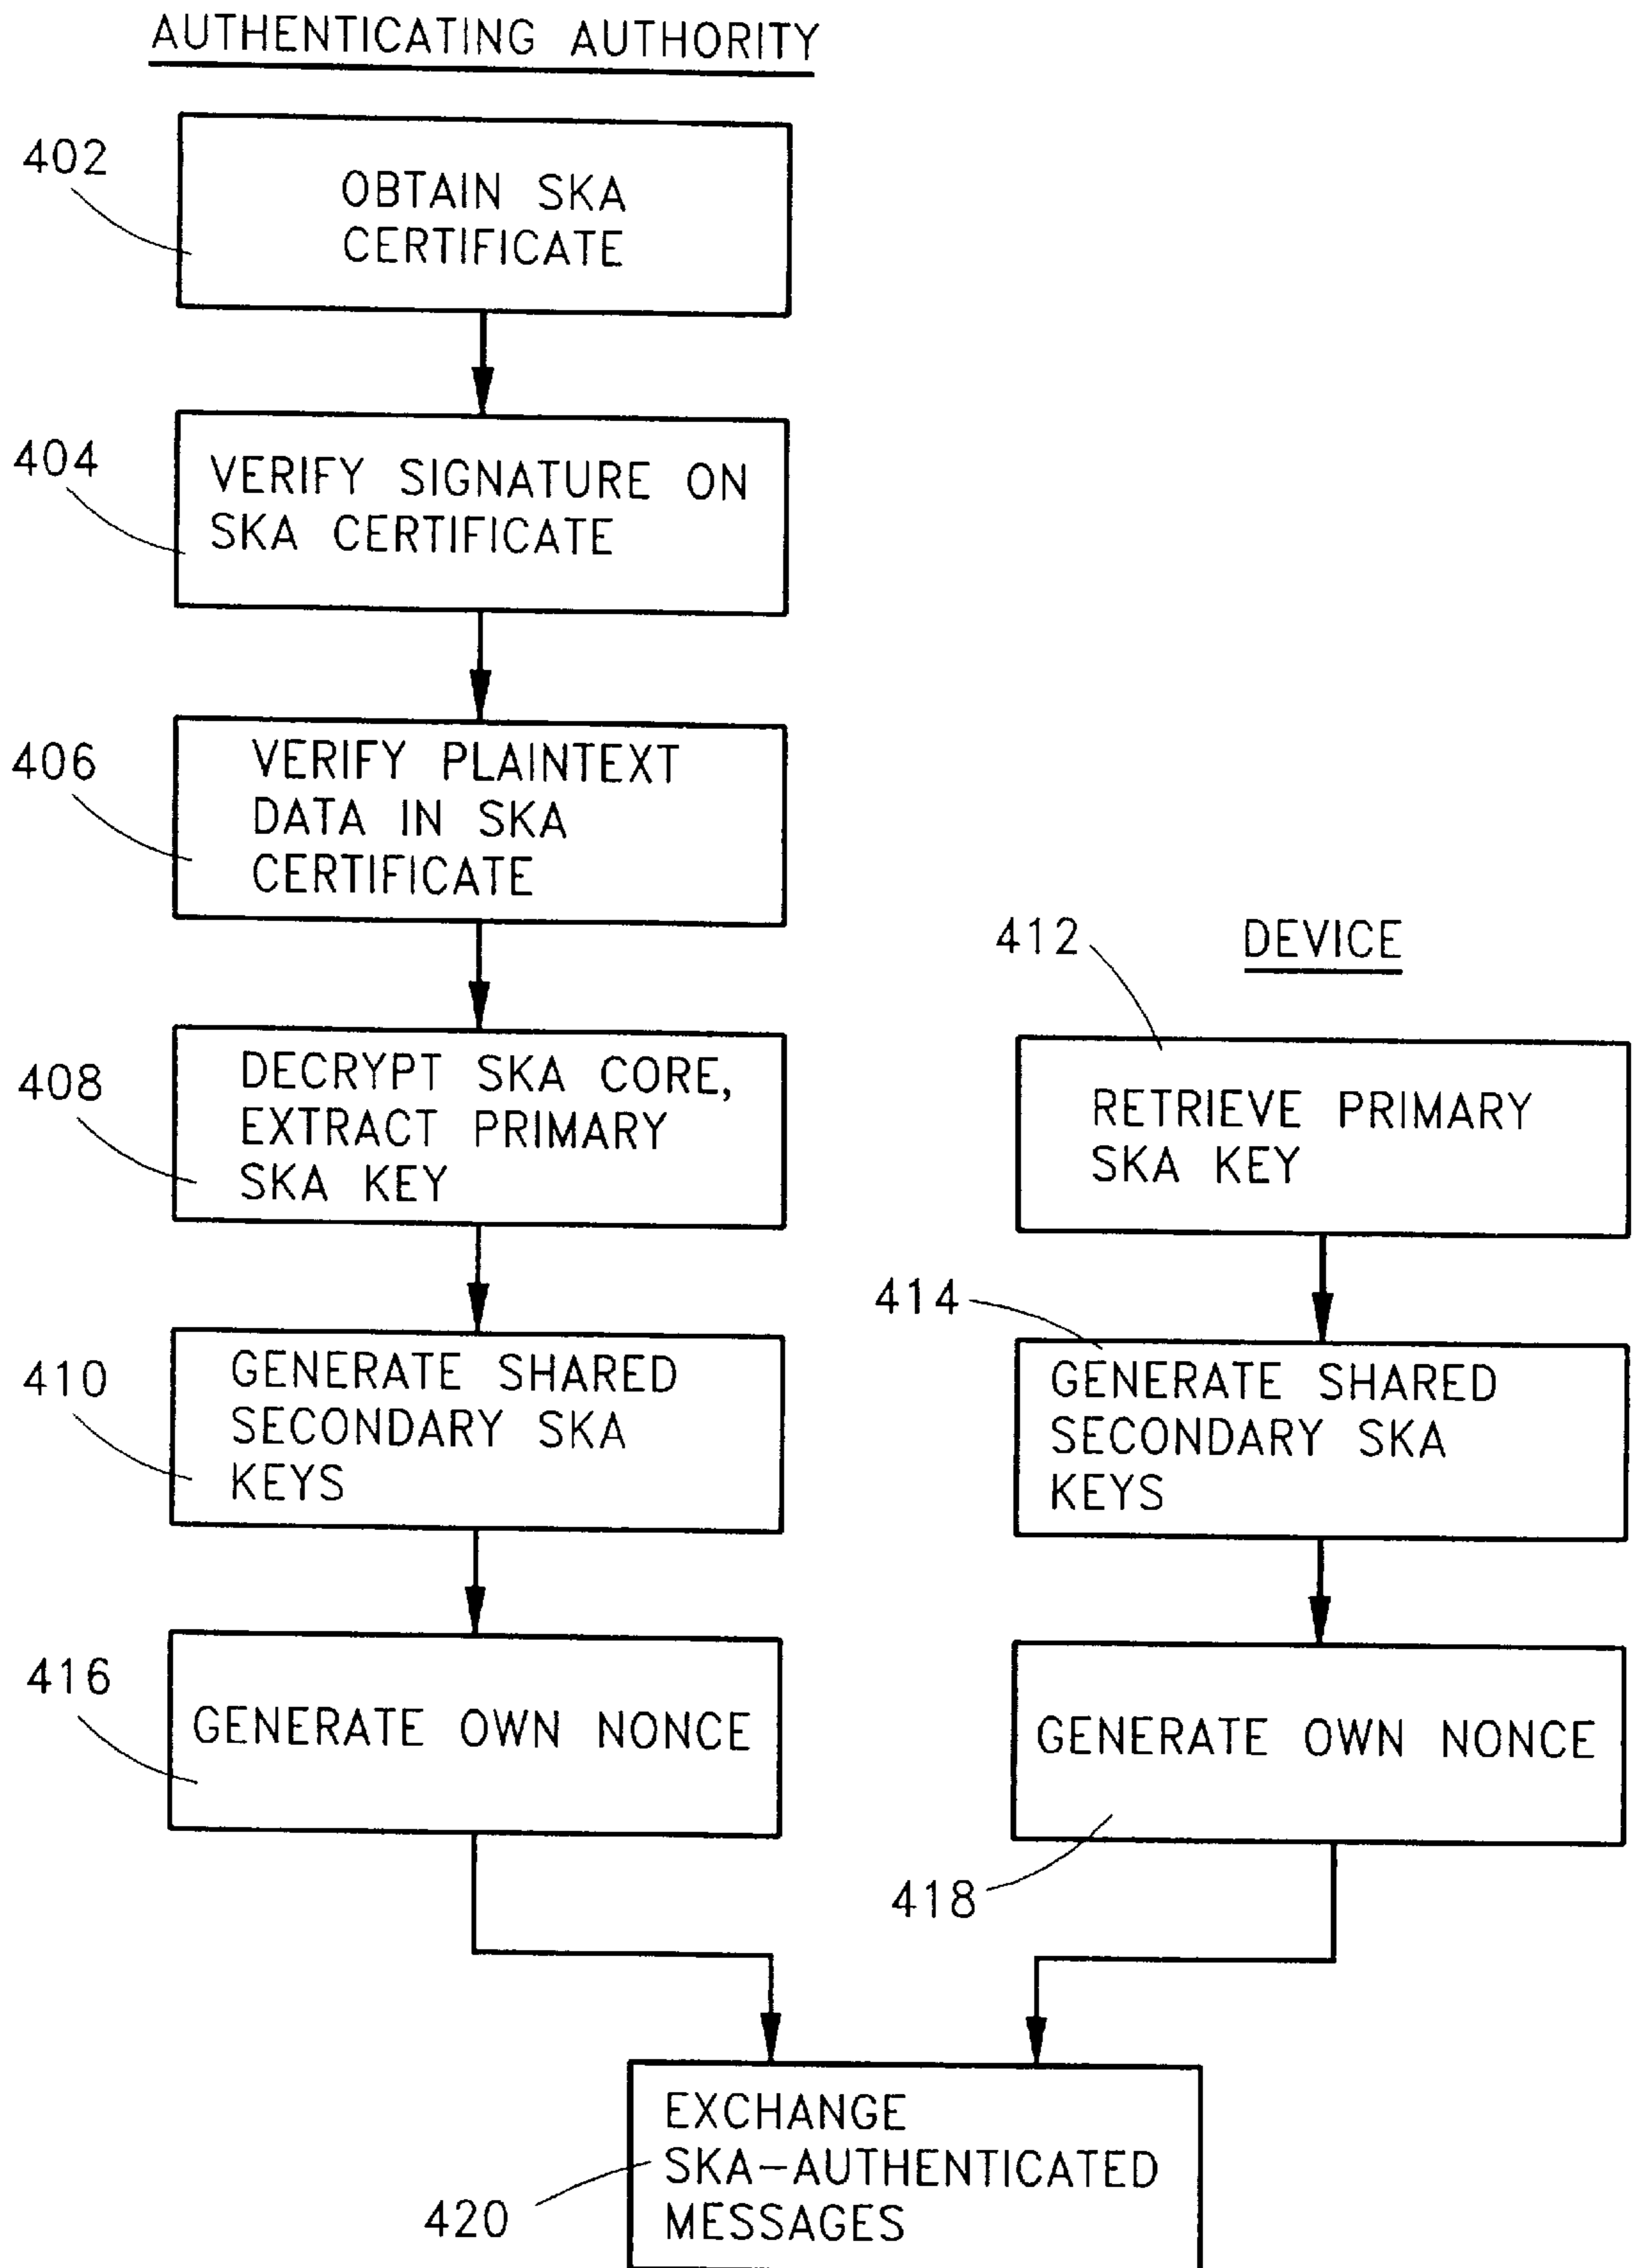 AUTHENTICATING AUTHORITY
402
OBTAIN SKA
CERTIFICATE
404
VERIFY SIGNATURE ON
SKA CERTIFICATE
406
VERIFY PLAINTEXT
DATA IN SKA
CERTIFICATE
408
DECRYPT SKA CORE,
EXTRACT PRIMARY
SKA KEY
410
GENERATE SHARED
SECONDARY SKA
KEYS
416
GENERATE OWN NONCE
DEVICE
412
RETRIEVE PRIMARY
SKA KEY
414
GENERATE SHARED
SECONDARY SKA
KEYS
GENERATE OWN NONCE
418
EXCHANGE
SKA-AUTHENTICATED
MESSAGES
420